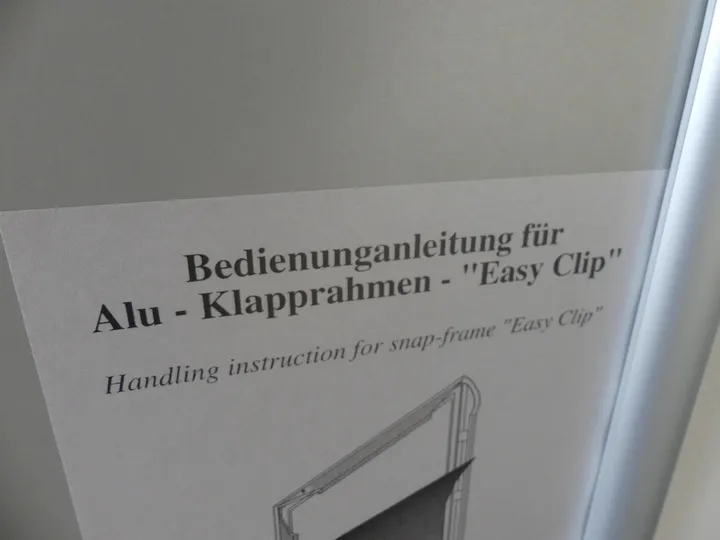 Bedienunganleitung für
Alu - Klapprahmen - "Easy Clip"
Handling instruction for snap-frame "Easy Clip"